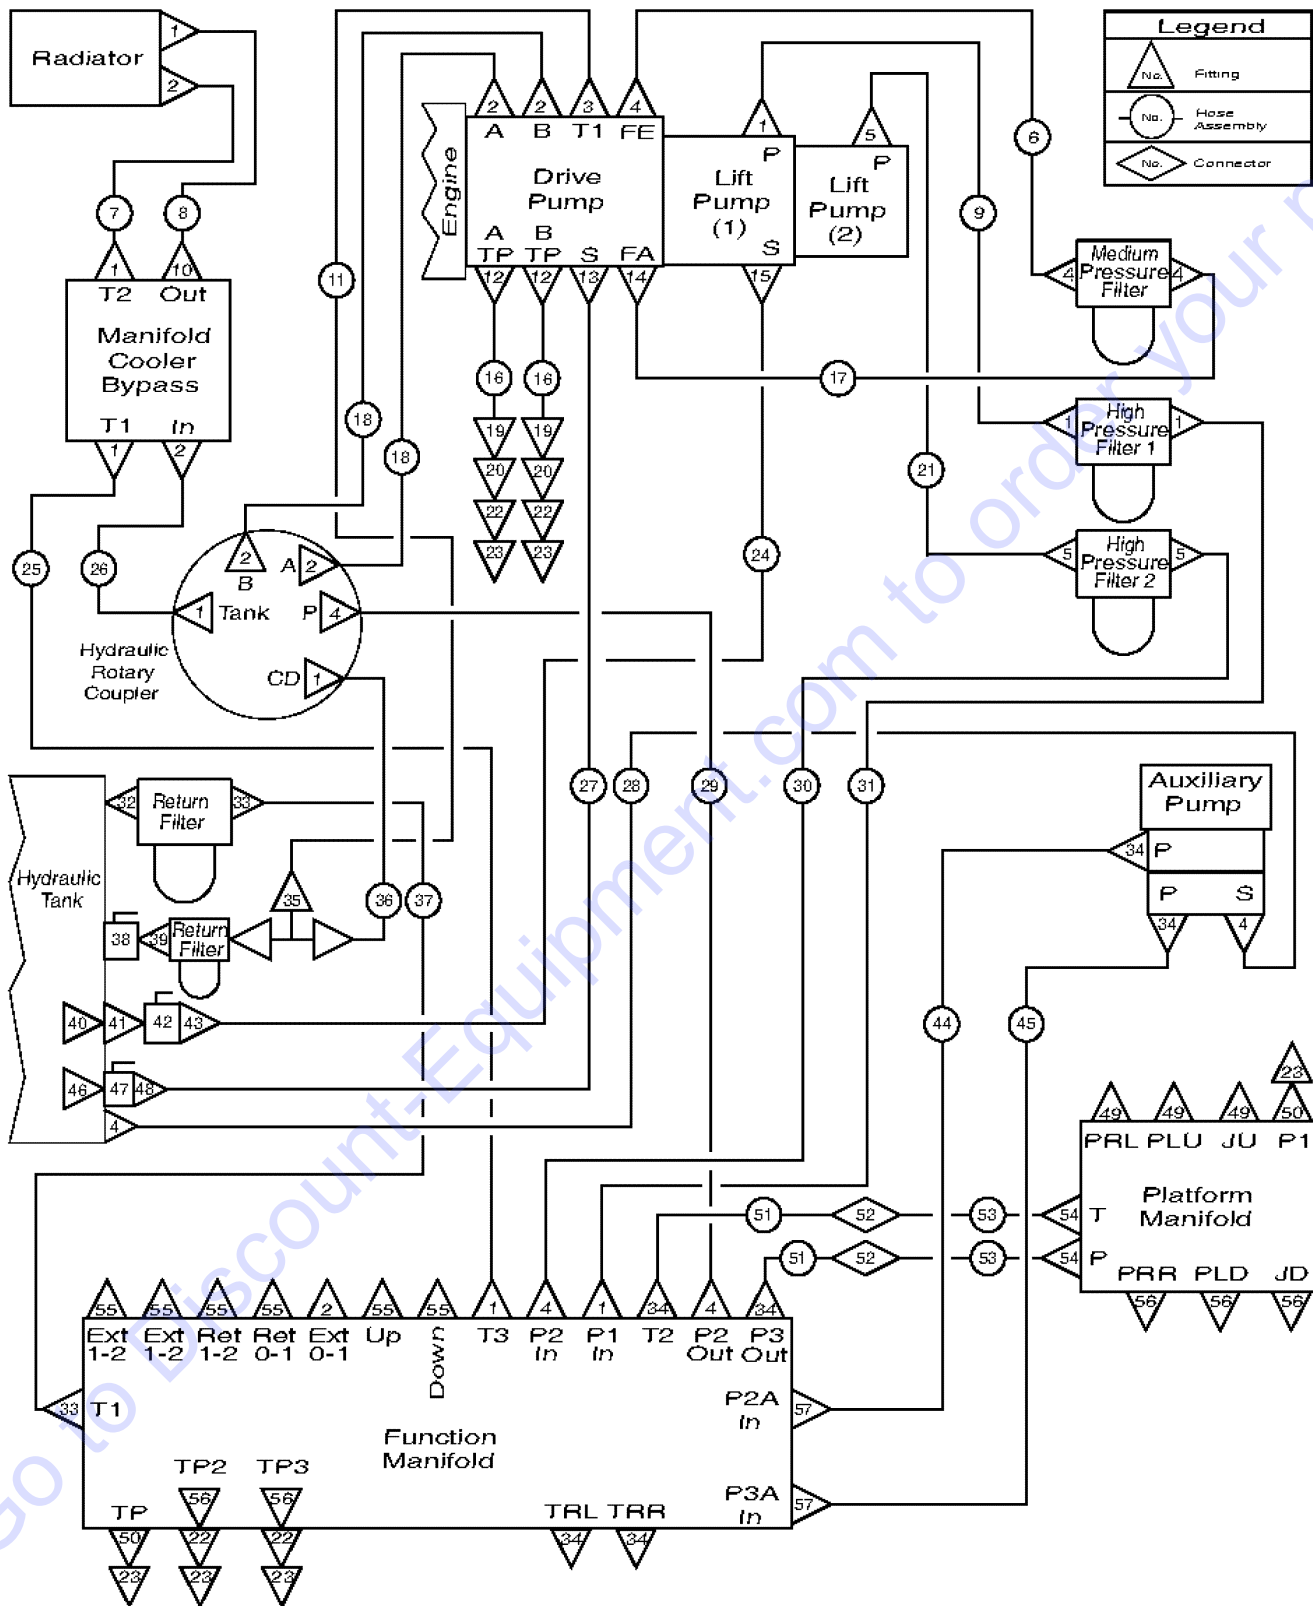 Radiator
1
2
7
8
1
10
T2 Out
Manifold
Cooler
Bypass
T1 In
1
2
25
26
Legend
No. Fitting
No. Hose
Assembly
No. Connector
2
2
3
4
A B T1 FE
Engine
Drive
Pump
A B
TP TP S FA
12
12
13
14
1
P
Lift
Pump
(1)
S
15
5
P
Lift
Pump
(2)
6
9
11
16
16
17
18
18
19
19
20
20
21
22
22
23
23
24
4
Medium
Pressure
Filter
4
1
High
Pressure
Filter 1
1
5
High
Pressure
Filter 2
5
2
B
A 2
1 Tank
P 4
CD 1
Hydraulic
Rotary
Coupler
27
28
29
30
31
Auxiliary
Pump
34 P
P S
34
4
32
Return
Filter
33
Hydraulic
Tank
35
36
37
38
39
Return
Filter
40
41
42
43
44
45
46
47
48
4
23
49
49
49
50
PRL PLU JU P1
Platform
Manifold
54 T
54 P
PRR PLD JD
56
56
56
51
52
53
51
52
53
55
55
55
55
2
55
55
1
4
1
34
4
34
Ext
1-2
Ext
1-2
Ret
1-2
Ret
0-1
Ext
0-1
Up
Down
T3
P2
In
P1
In
T2
P2
Out
P3
Out
33 T1
P2A
In
57
Function
Manifold
TP2 TP3
56
56
P3A
In
57
TP
TRL TRR
50
22
22
34
34
23
23
23
Go to Discount-Equipment.com to order your